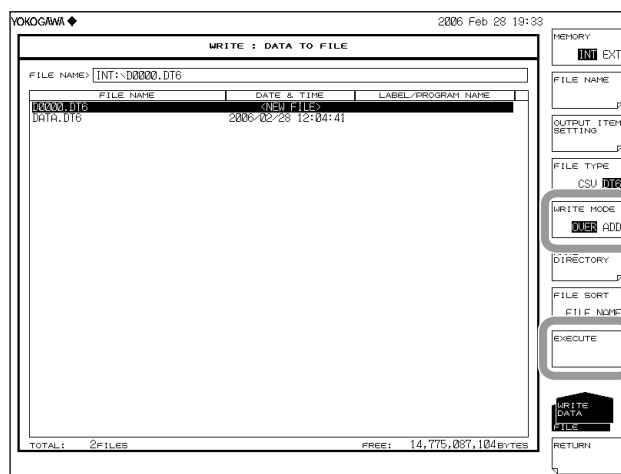 YOKOGAWA
2006 Feb 28 19:33
WRITE : DATA TO FILE
FILE NAME> INT:\D0000.DT6
FILE NAME DATE & TIME LABEL/PROGRAM NAME
D0000.DT6 <NEW FILE>
DATA.DT6 2006/02/28 12:04:41
TOTAL: 2FILES FREE: 14,775,087,104BYTES
MEMORY
INT EXT
FILE NAME
OUTPUT ITEM
SETTING
FILE TYPE
CSV DT6
WRITE MODE
OVER ADD
DIRECTORY
FILE SORT
FILE NAME
EXECUTE
WRITE
DATA
FILE
RETURN